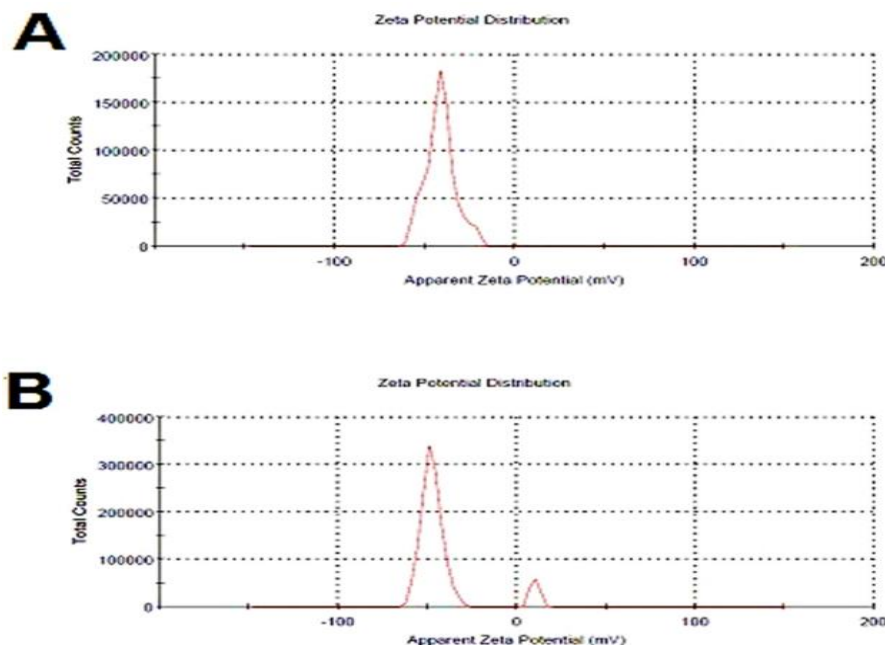 A
Zeta Potential Distribution
200000
150000
100000
50000
0
Total Counts
-100 0 100 200
Apparent Zeta Potential (mV)
B
Zeta Potential Distribution
400000
300000
200000
100000
0
Total Counts
-100 0 100 200
Apparent Zeta Potential (mV)